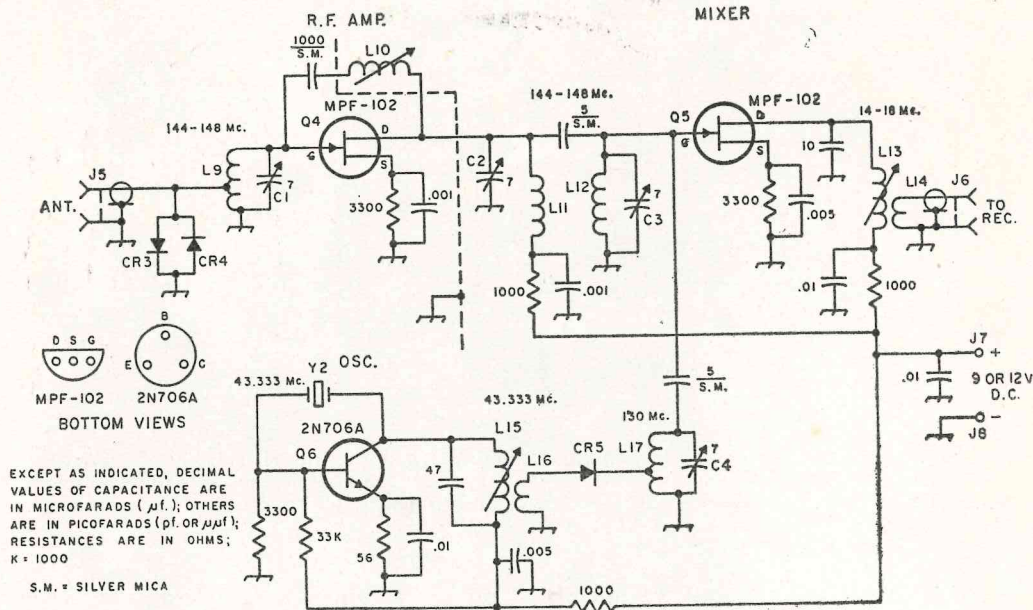 R.F. AMP.
MIXER
1000
S.M.
L10
MPF-102
Q4
D
G
S
144-148 Mc.
J5
ANT.
L9
7
C1
CR3
CR4
3300
.001
C2
7
144-148 Mc.
5
S.M.
L11
L12
7
C3
1000
.001
Q5
MPF-102
D
G
S
3300
.005
10
14-18 Mc.
L13
L14
J6
TO
REC.
.01
1000
J7
+
.01
9 OR 12V
D.C.
-
J8
D S G
MPF-102
B
E
C
2N706A
BOTTOM VIEWS
Y2
OSC.
43.333 Mc.
2N706A
Q6
3300
33K
56
.01
47
43.333 Mc.
L15
L16
CR5
.005
5
S.M.
130 Mc.
L17
7
C4
1000
EXCEPT AS INDICATED, DECIMAL
VALUES OF CAPACITANCE ARE
IN MICROFARADS (μf.); OTHERS
ARE IN PICOFARADS (pf. OR μμf);
RESISTANCES ARE IN OHMS;
K = 1000
S.M. = SILVER MICA